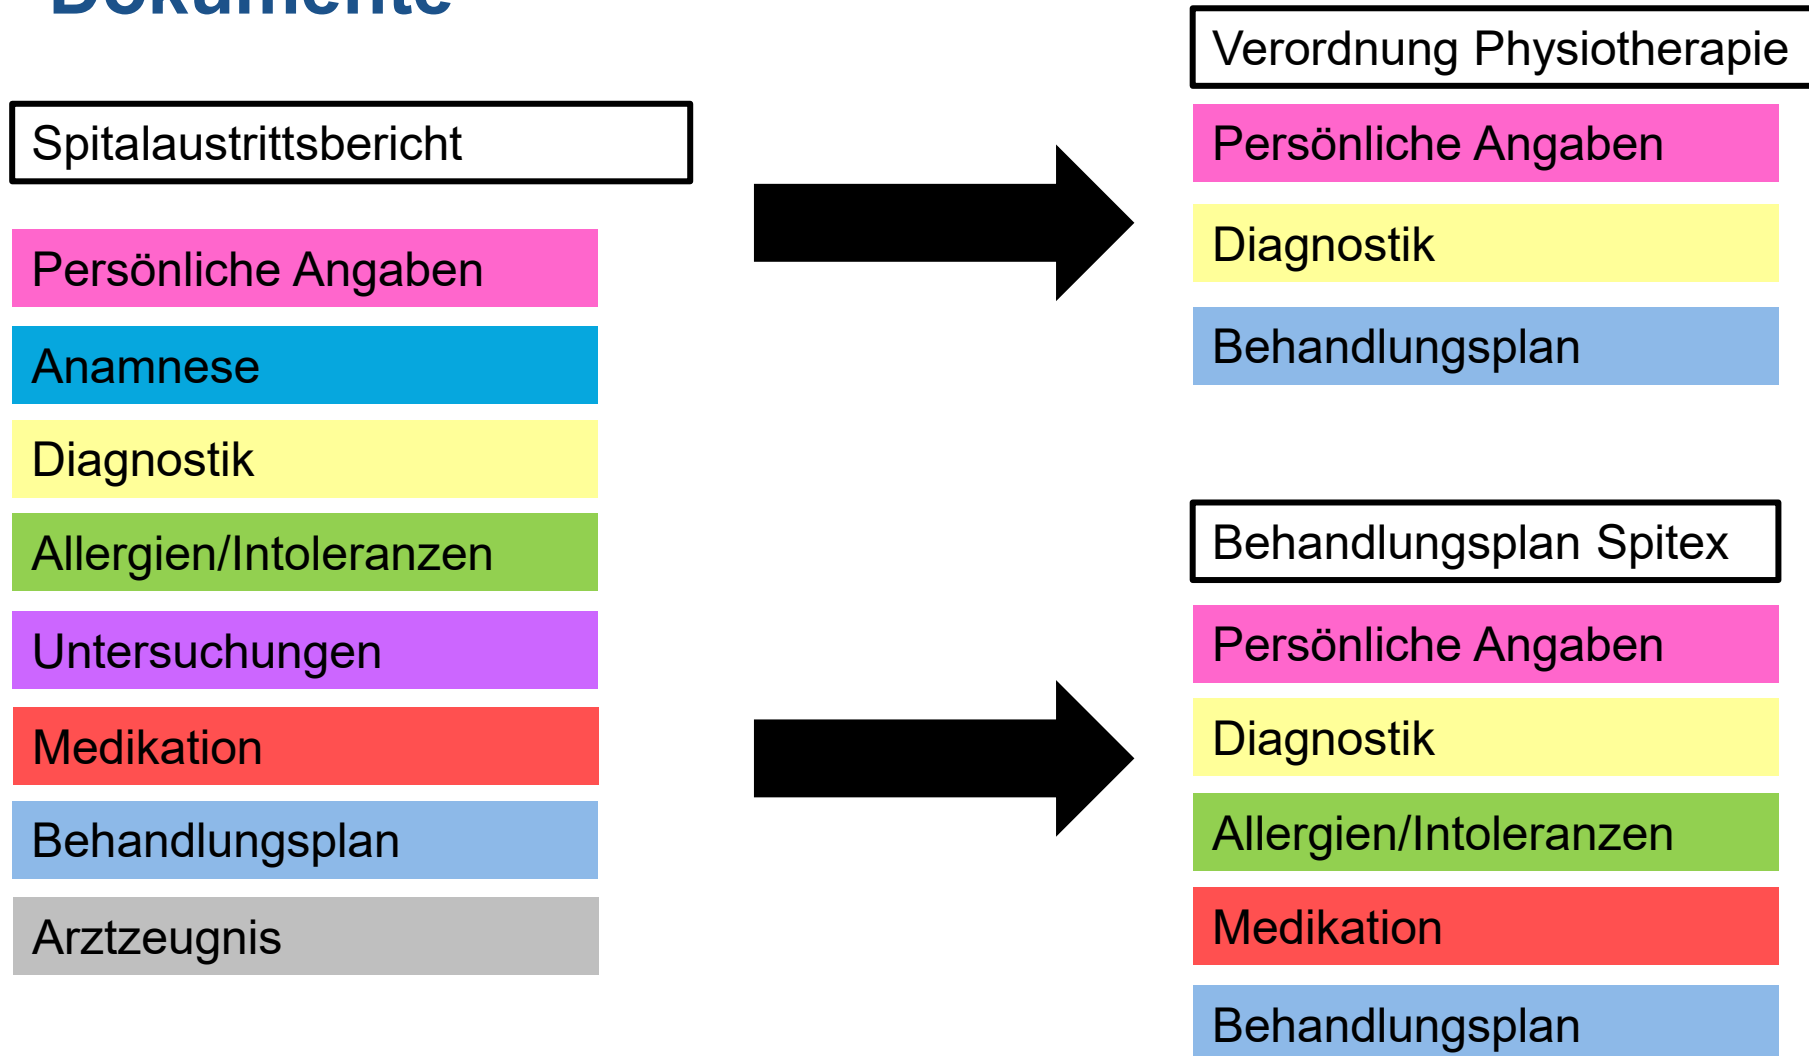 Dokumente
Spitalaustrittsbericht
Persönliche Angaben
Anamnese
Diagnostik
Allergien/Intoleranzen
Untersuchungen
Medikation
Behandlungsplan
Arztzeugnis
Verordnung Physiotherapie
Persönliche Angaben
Diagnostik
Behandlungsplan
Behandlungsplan Spitex
Persönliche Angaben
Diagnostik
Allergien/Intoleranzen
Medikation
Behandlungsplan